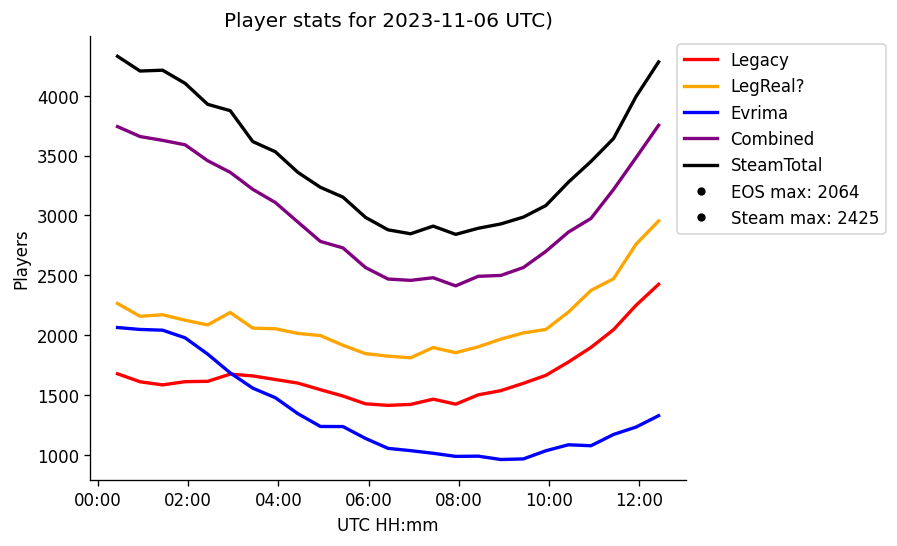 Player stats for 2023-11-06 UTC)
Players
4000
3500
3000
2500
2000
1500
1000
00:00 02:00 04:00 06:00 08:00 10:00 12:00
UTC HH:mm
Legacy
LegReal?
Evrima
Combined
SteamTotal
EOS max: 2064
Steam max: 2425